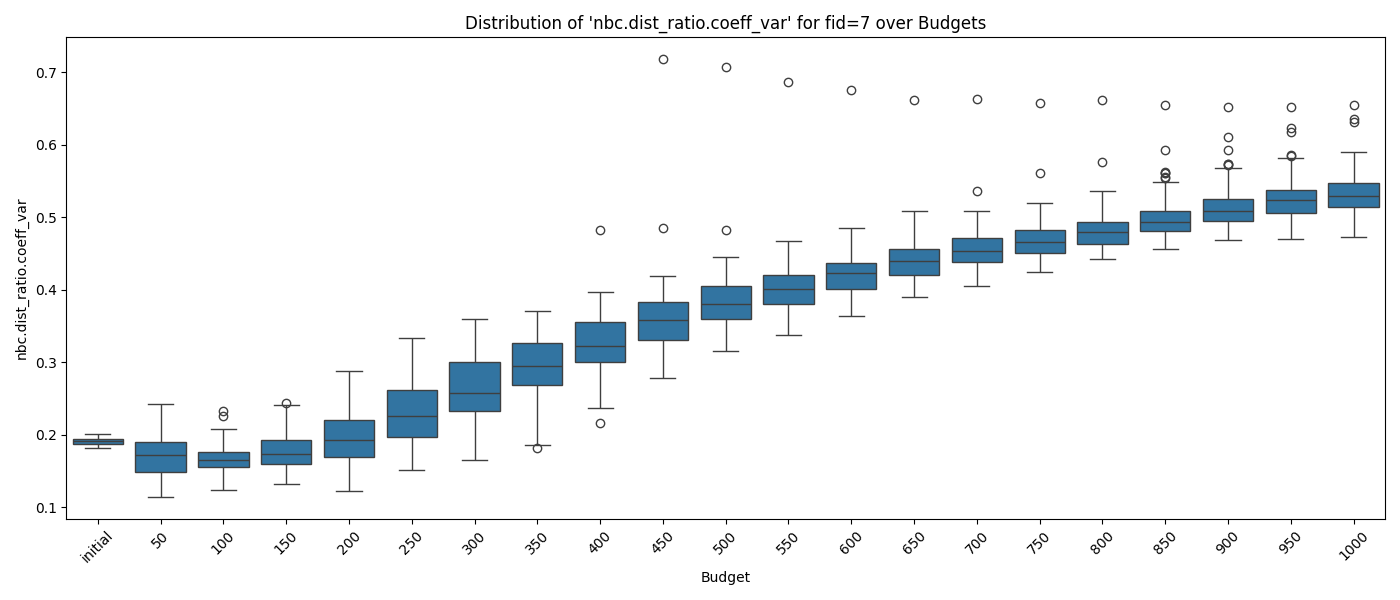 Distribution of 'nbc.dist_ratio.coeff_var' for fid=7 over Budgets
nbc.dist_ratio.coeff_var
0.7
0.6
0.5
0.4
0.3
0.2
0.1
initial 50 100 150 200 250 300 350 400 450 500 550 600 650 700 750 800 850 900 950 1000
Budget